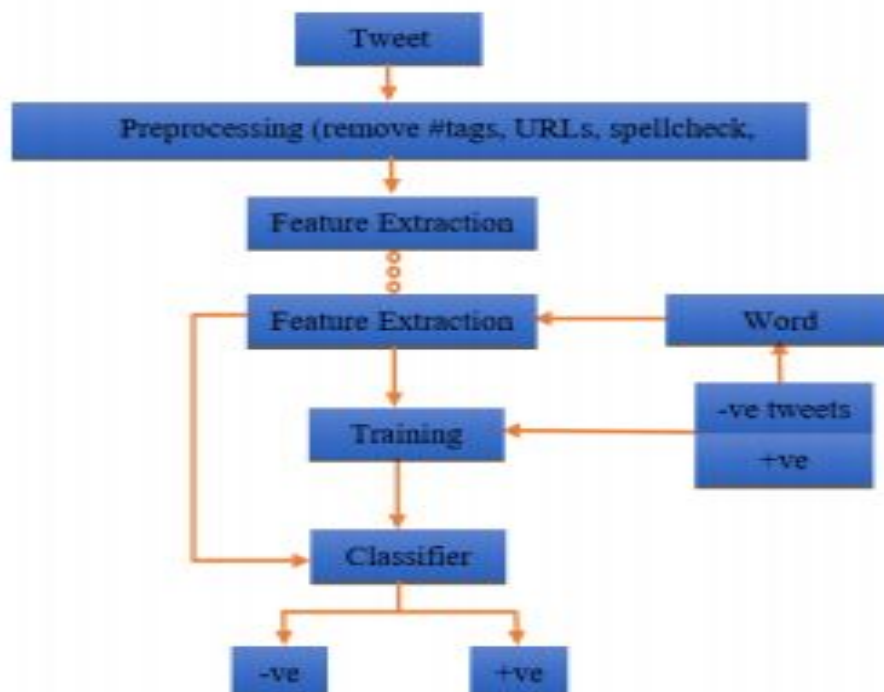 Tweet
Preprocessing (remove #tags, URLs, spellcheck,
Feature Extraction
Feature Extraction
Word
-ve tweets
+ve
Training
Classifier
-ve
+ve